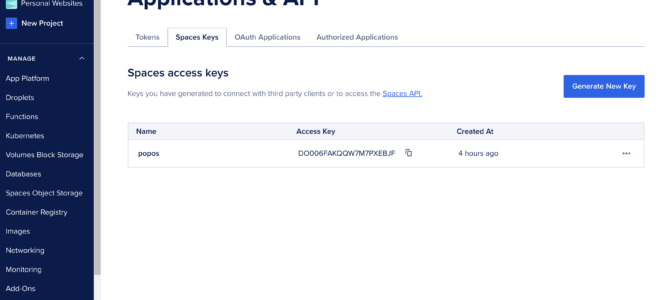 Personal Websites
New Project
MANAGE
App Platform
Droplets
Functions
Kubernetes
Volumes Block Storage
Databases
Spaces Object Storage
Container Registry
Images
Networking
Monitoring
Add-Ons
Applications & API
Tokens Spaces Keys OAuth Applications Authorized Applications
Spaces access keys
Keys you have generated to connect with third party clients or to access the Spaces API.
Generate New Key
Name Access Key Created At
popos DO006FAKQQW7M7PXEBJF 4 hours ago